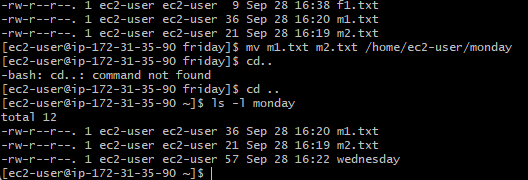 -rw-r--r--. 1 ec2-user ec2-user  9 Sep 28 16:38 f1.txt
-rw-r--r--. 1 ec2-user ec2-user 36 Sep 28 16:20 m1.txt
-rw-r--r--. 1 ec2-user ec2-user 21 Sep 28 16:19 m2.txt
[ec2-user@ip-172-31-35-90 friday]$ mv m1.txt m2.txt /home/ec2-user/monday
[ec2-user@ip-172-31-35-90 friday]$ cd..
-bash: cd..: command not found
[ec2-user@ip-172-31-35-90 friday]$ cd ..
[ec2-user@ip-172-31-35-90 ~]$ ls -l monday
total 12
-rw-r--r--. 1 ec2-user ec2-user 36 Sep 28 16:20 m1.txt
-rw-r--r--. 1 ec2-user ec2-user 21 Sep 28 16:19 m2.txt
-rw-r--r--. 1 ec2-user ec2-user 57 Sep 28 16:22 wednesday
[ec2-user@ip-172-31-35-90 ~]$